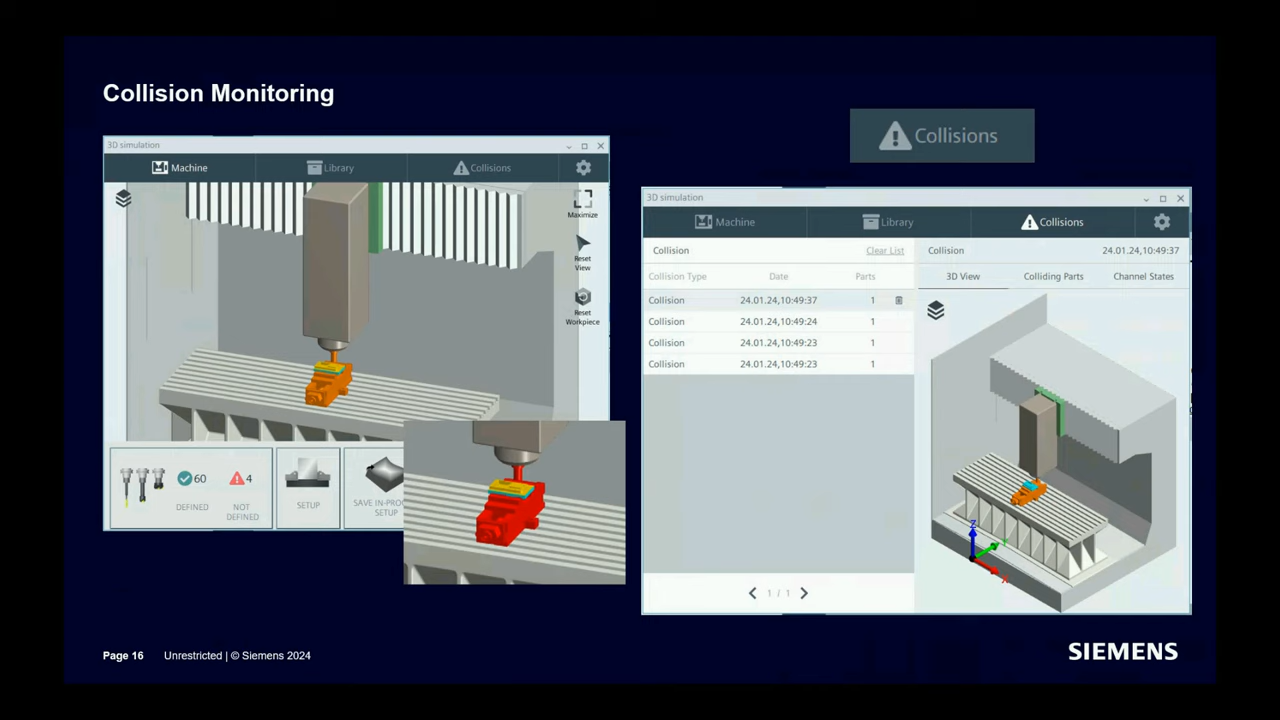 Collision Monitoring
Collisions
3D simulation
Machine
Library
Collisions
Maximize
Reset
View
Reset
Workpiece
60
4
DEFINED
NOT
DEFINED
SETUP
SAVE IN-PRO
SETUP
3D simulation
Machine
Library
Collisions
Collision
Clear List
Collision Type Date Parts
Collision 24.01.24,10:49:37 1
Collision 24.01.24,10:49:24 1
Collision 24.01.24,10:49:23 1
Collision 24.01.24,10:49:23 1
1 / 1
Collision 24.01.24,10:49:37
3D View Colliding Parts Channel States
Z
X
Page 16 Unrestricted | © Siemens 2024
SIEMENS